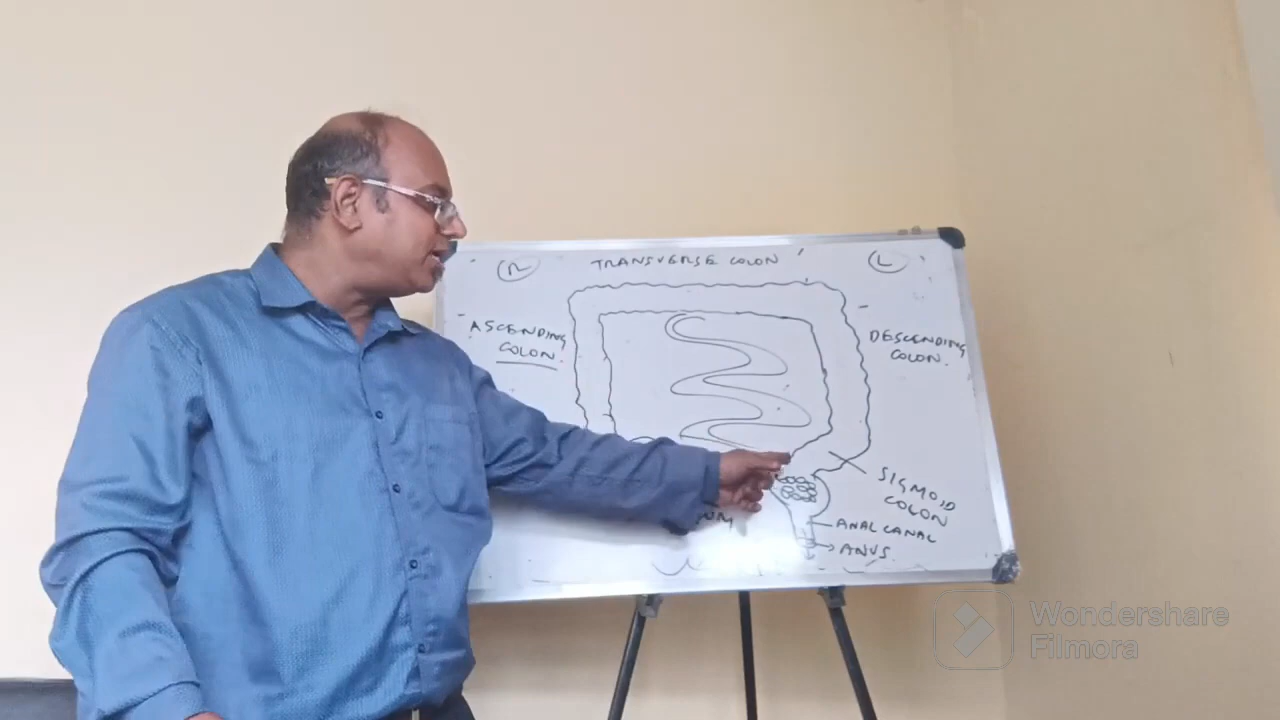 R
TRANSVERSE COLON
L
ASCENDING
COLON.
DESCENDING
COLON.
SIGMOID
COLON
ANAL CANAL
ANUS
Wondershare
Filmora